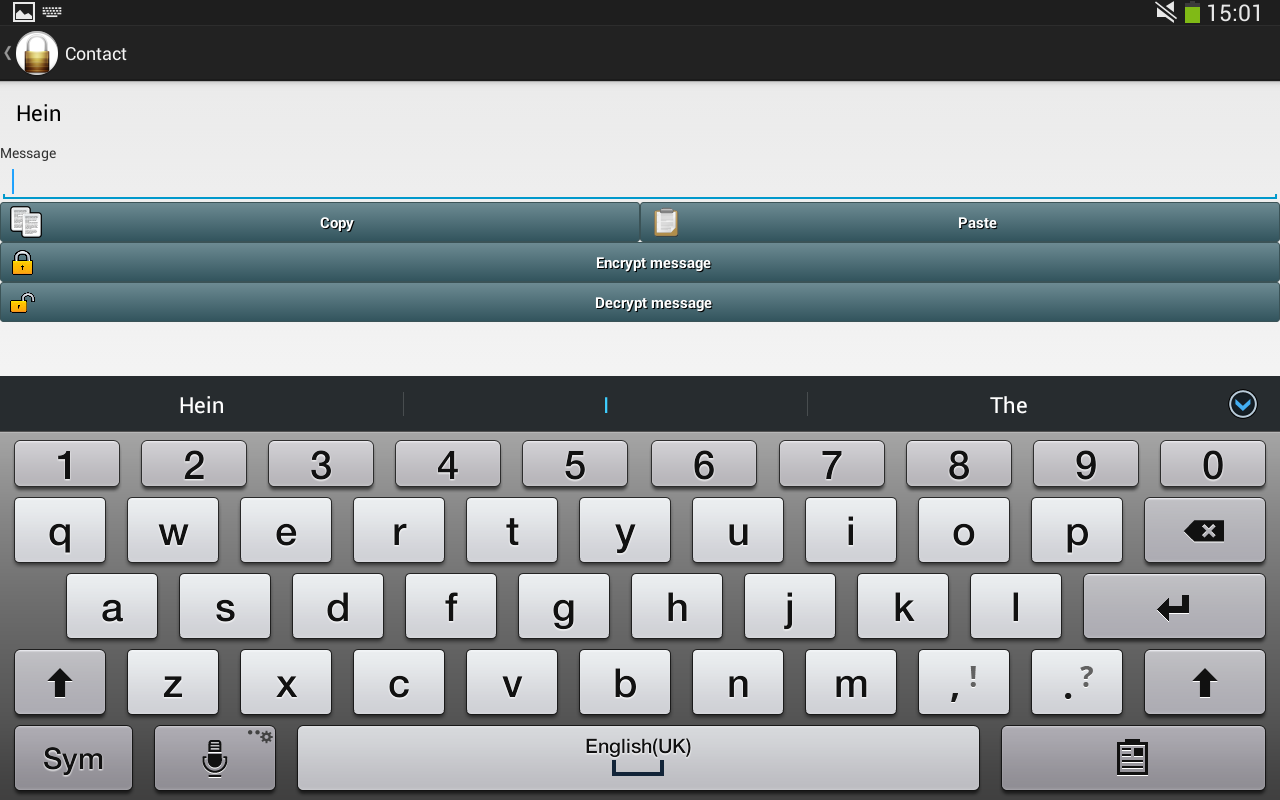 15:01
Contact
Hein
Message
Copy Paste
Encrypt message
Decrypt message
Hein I The
1 2 3 4 5 6 7 8 9 0
q w e r t y u i o p
a s d f g h j k l
z x c v b n m , ! . ?
Sym English(UK)